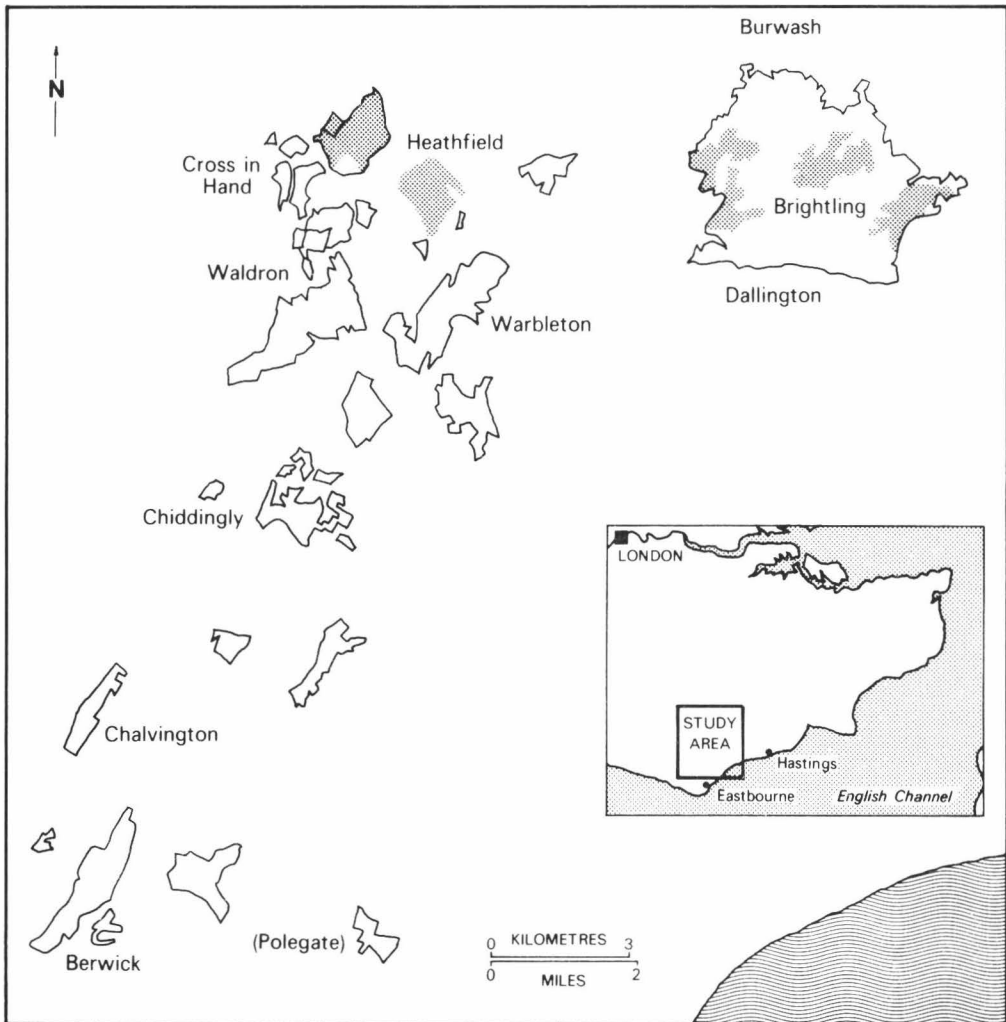 Burwash
N
Heathfield
Cross in
Hand
Brightling
Waldron
Dallington
Warbleton
Chiddingly
LONDON
STUDY
AREA
Hastings
Eastbourne
English Channel
Chalvington
(Polegate)
Berwick
0 KILOMETRES 3
0 MILES 2